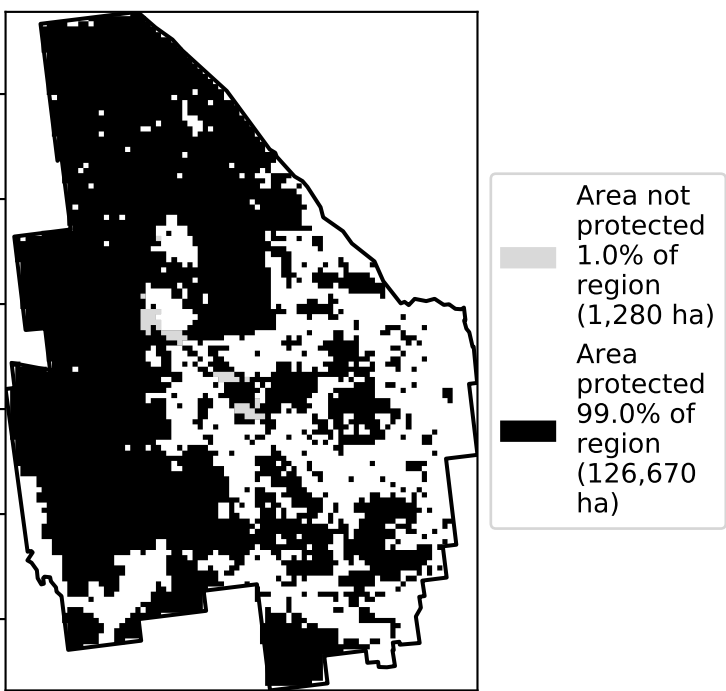 Area not
protected
1.0% of
region
(1,280 ha)
Area
protected
99.0% of
region
(126,670
ha)